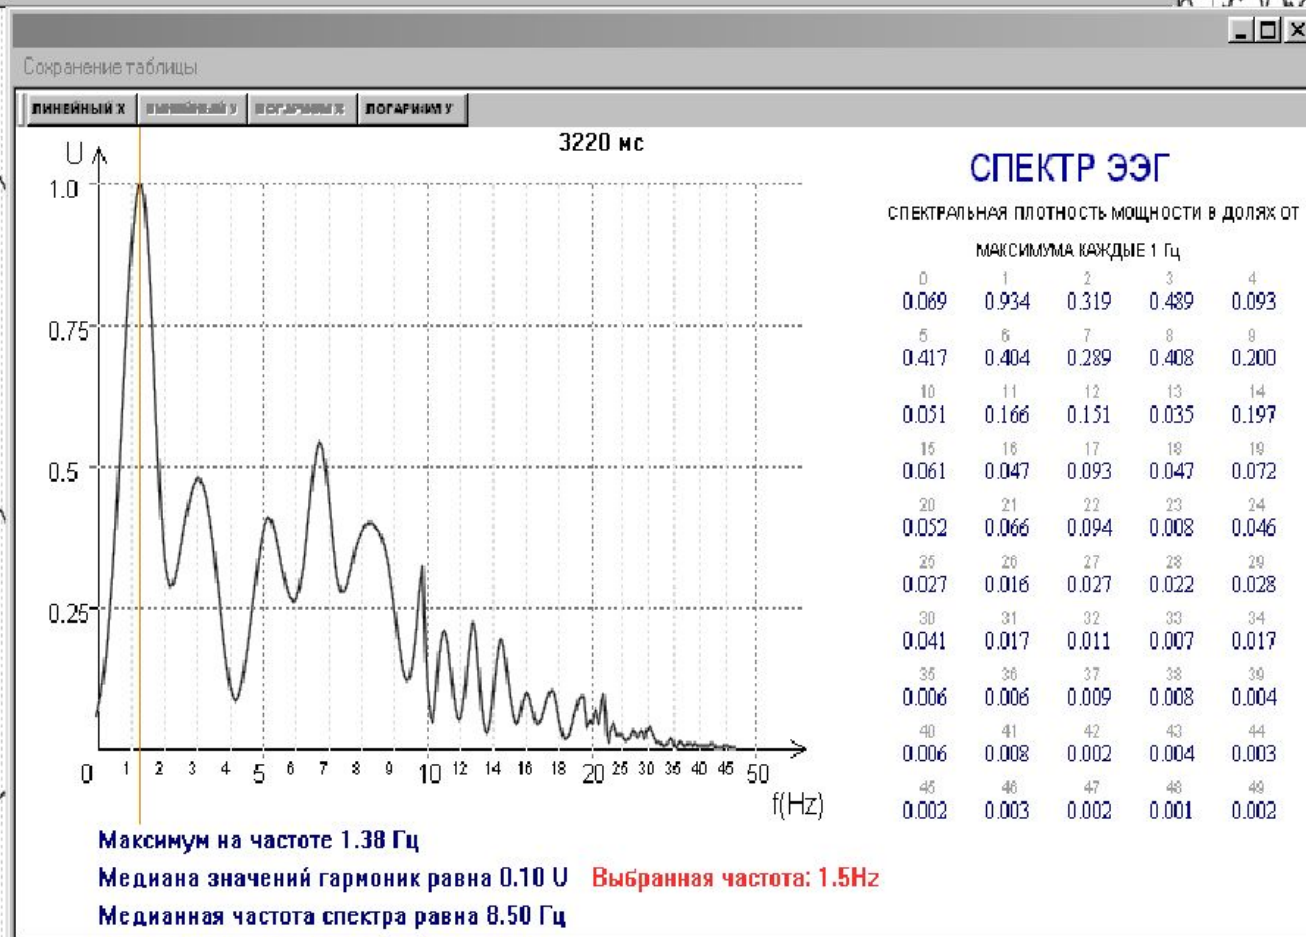 Сохранение таблицы
ЛИНЕЙНЫЙ X ЛИНЕЙНЫЙ У ЛОГАРИФМ X ЛОГАРИФМ У
3220 мс
U
1.0
0.75
0.5
0.25
0 1 2 3 4 5 6 7 8 9 10 12 14 16 18 20 25 30 35 40 45 50
f(Hz)
СПЕКТР ЭЭГ
СПЕКТРАЛЬНАЯ ПЛОТНОСТЬ МОЩНОСТИ В ДОЛЯХ ОТ
МАКСИМУМА КАЖДЫЕ 1 Гц
0 1 2 3 4
0.069 0.934 0.319 0.489 0.093
5 6 7 8 9
0.417 0.404 0.289 0.408 0.200
10 11 12 13 14
0.051 0.166 0.151 0.035 0.197
15 16 17 18 19
0.061 0.047 0.093 0.047 0.072
20 21 22 23 24
0.052 0.066 0.094 0.008 0.046
25 26 27 28 29
0.027 0.016 0.027 0.022 0.028
30 31 32 33 34
0.041 0.017 0.011 0.007 0.017
35 36 37 38 39
0.006 0.006 0.009 0.008 0.004
40 41 42 43 44
0.006 0.008 0.002 0.004 0.003
45 46 47 48 49
0.002 0.003 0.002 0.001 0.002
Максимум на частоте 1.38 Гц
Медиана значений гармоник равна 0.10 U Выбранная частота: 1.5Hz
Медианная частота спектра равна 8.50 Гц